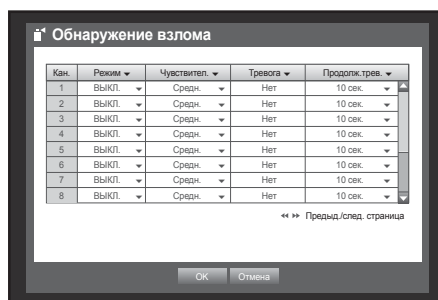 Обнаружение взлома
Кан. Режим Чувствител. Тревога Продолж.трев.
1 ВЫКЛ. Средн. Нет 10 сек.
2 ВЫКЛ. Средн. Нет 10 сек.
3 ВЫКЛ. Средн. Нет 10 сек.
4 ВЫКЛ. Средн. Нет 10 сек.
5 ВЫКЛ. Средн. Нет 10 сек.
6 ВЫКЛ. Средн. Нет 10 сек.
7 ВЫКЛ. Средн. Нет 10 сек.
8 ВЫКЛ. Средн. Нет 10 сек.
Предыд./след. страница
OK Отмена